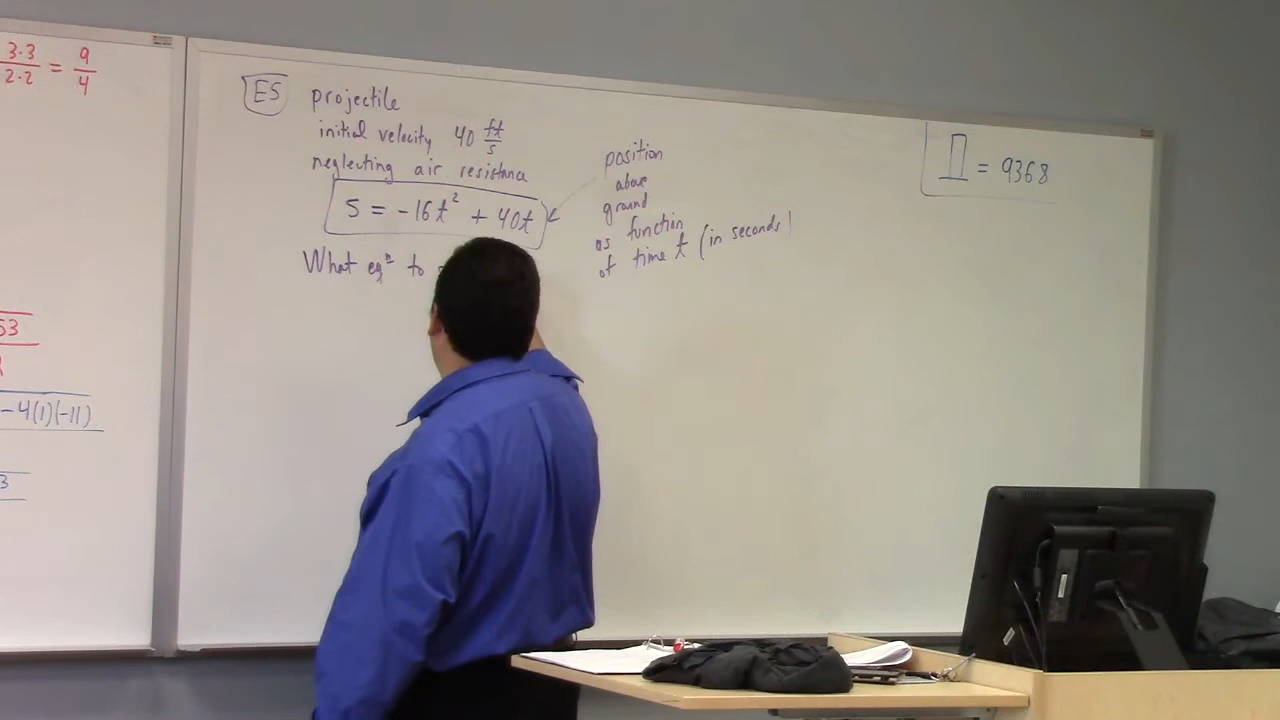 3·3/2·2 = 9/4
53
-4(1)(-11)
3
E5 projectile
initial velocity 40 ft/s
neglecting air resistance
S = -16t² + 40t
What eqⁿ to
position
above
ground
as function
of time t (in seconds)
= 9368